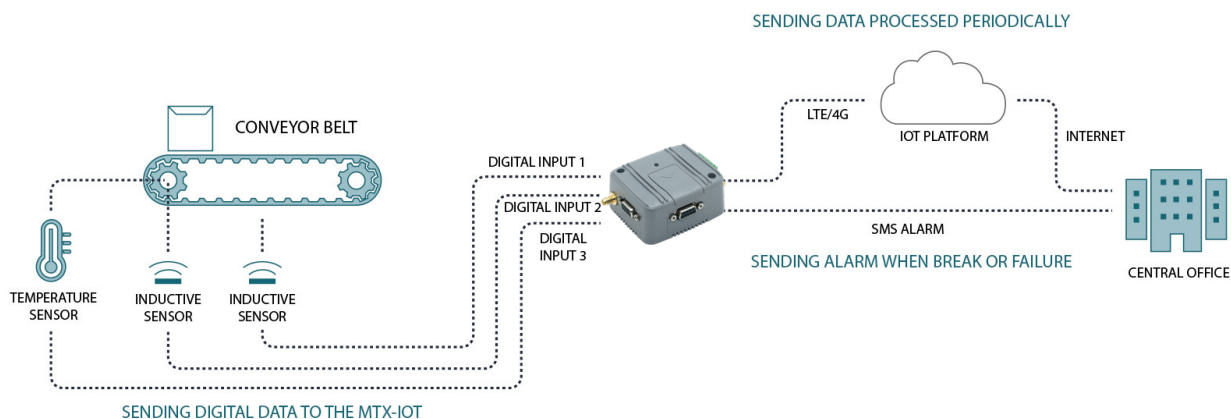 SENDING DATA PROCESSED PERIODICALLY
CONVEYOR BELT
LTE/4G
IOT PLATFORM
INTERNET
DIGITAL INPUT 1
DIGITAL INPUT 2
DIGITAL
INPUT 3
SMS ALARM
SENDING ALARM WHEN BREAK OR FAILURE
CENTRAL OFFICE
TEMPERATURE
SENSOR
INDUCTIVE
SENSOR
INDUCTIVE
SENSOR
SENDING DIGITAL DATA TO THE MTX-IOT